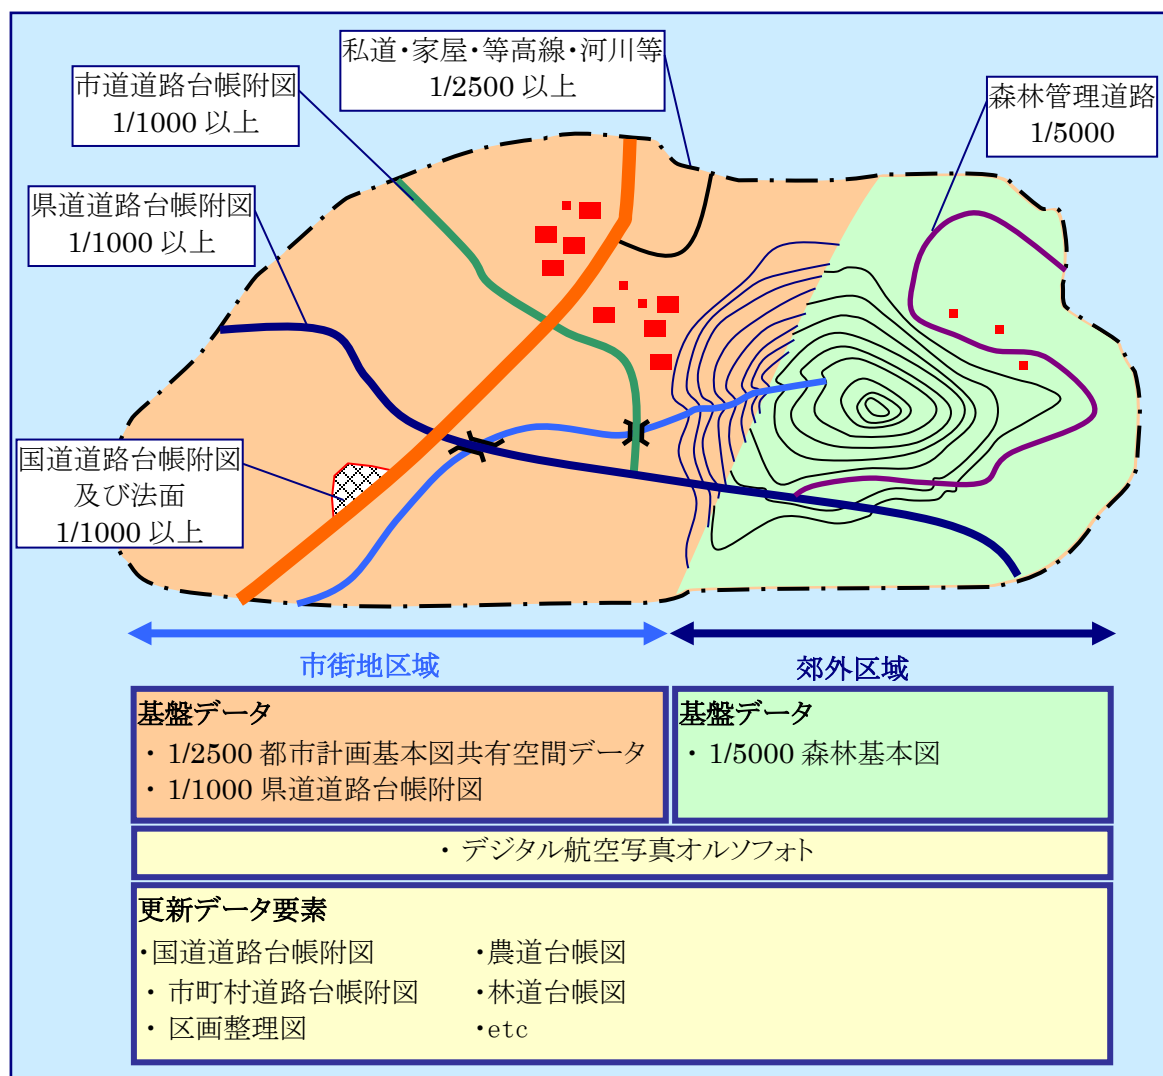 私道・家屋・等高線・河川等
1/2500 以上
市道道路台帳附図
1/1000 以上
森林管理道路
1/5000
県道道路台帳附図
1/1000 以上
国道道路台帳附図
及び法面
1/1000 以上
市街地区域
郊外区域
基盤データ
・ 1/2500 都市計画基本図共有空間データ
・ 1/1000 県道道路台帳附図
基盤データ
・ 1/5000 森林基本図
・ デジタル航空写真オルソフォト
更新データ要素
・国道道路台帳附図
・ 市町村道路台帳附図
・ 区画整理図
・農道台帳図
・林道台帳図
・etc